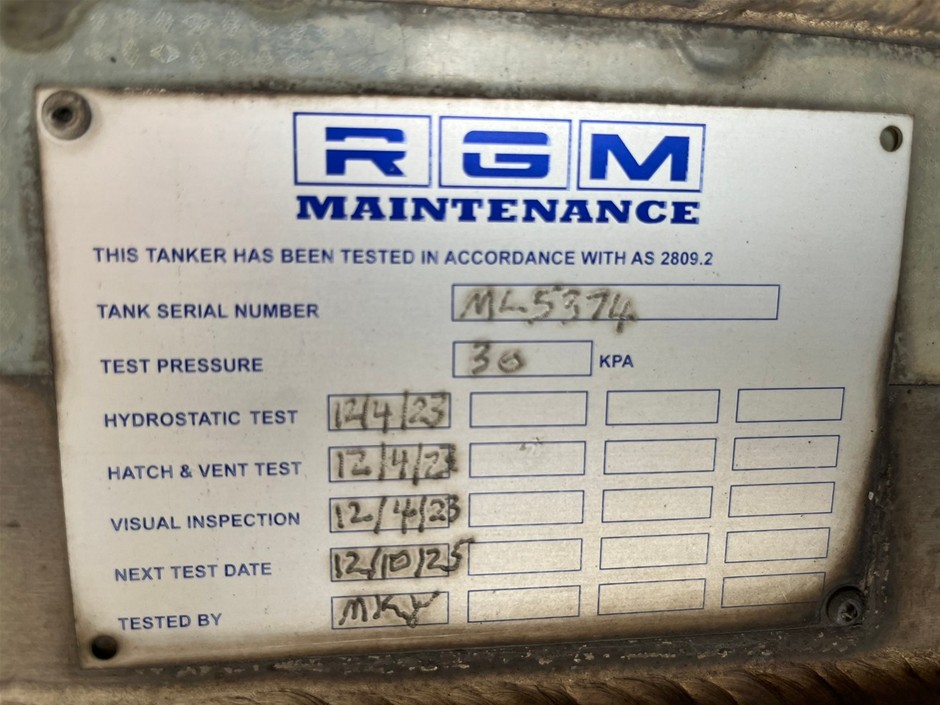 RGM
MAINTENANCE
THIS TANKER HAS BEEN TESTED IN ACCORDANCE WITH AS 2809.2
TANK SERIAL NUMBER ML5374
TEST PRESSURE 30 KPA
HYDROSTATIC TEST 12/4/23
HATCH & VENT TEST 12/4/23
VISUAL INSPECTION 12/4/23
NEXT TEST DATE 12/10/25
TESTED BY